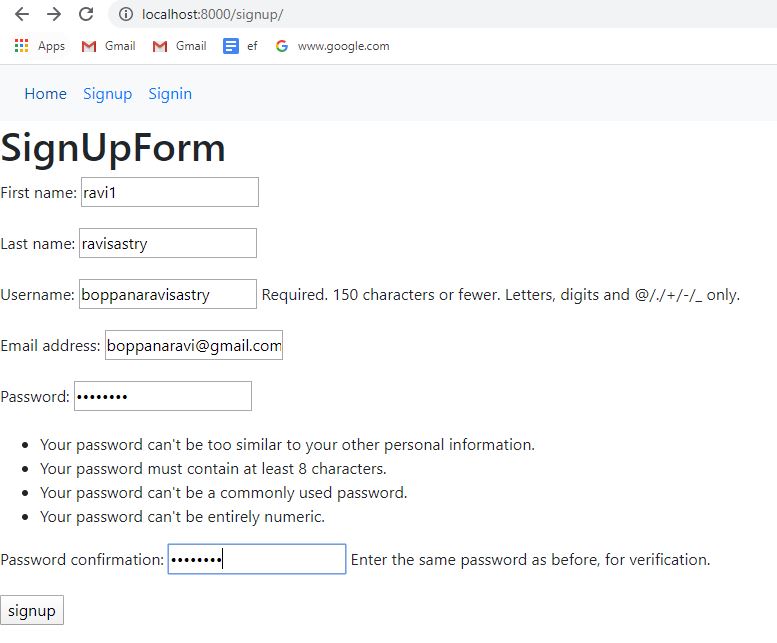 localhost:8000/signup/
Apps Gmail Gmail ef www.google.com
Home Signup Signin
SignUpForm
First name: ravi1
Last name: ravisastry
Username: boppanaravisastry Required. 150 characters or fewer. Letters, digits and @/./+/-/_ only.
Email address: boppanaravi@gmail.com
Password: ••••••••
• Your password can't be too similar to your other personal information.
• Your password must contain at least 8 characters.
• Your password can't be a commonly used password.
• Your password can't be entirely numeric.
Password confirmation: •••••••• Enter the same password as before, for verification.
signup